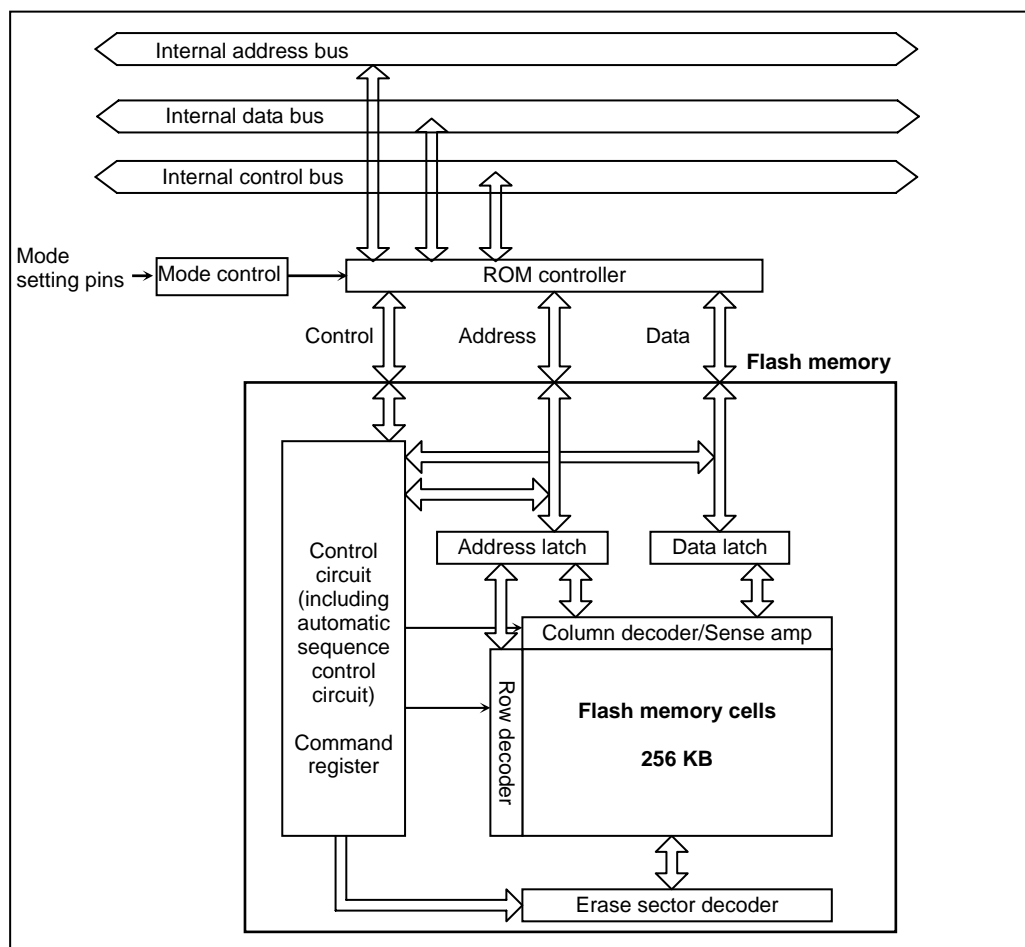 Internal address bus
Internal data bus
Internal control bus
Mode
setting pins
Mode control
ROM controller
Control
Address
Data
Flash memory
Control
circuit
(including
automatic
sequence
control
circuit)
Command
register
Address latch
Data latch
Column decoder/Sense amp
Row decoder
Flash memory cells
256 KB
Erase sector decoder